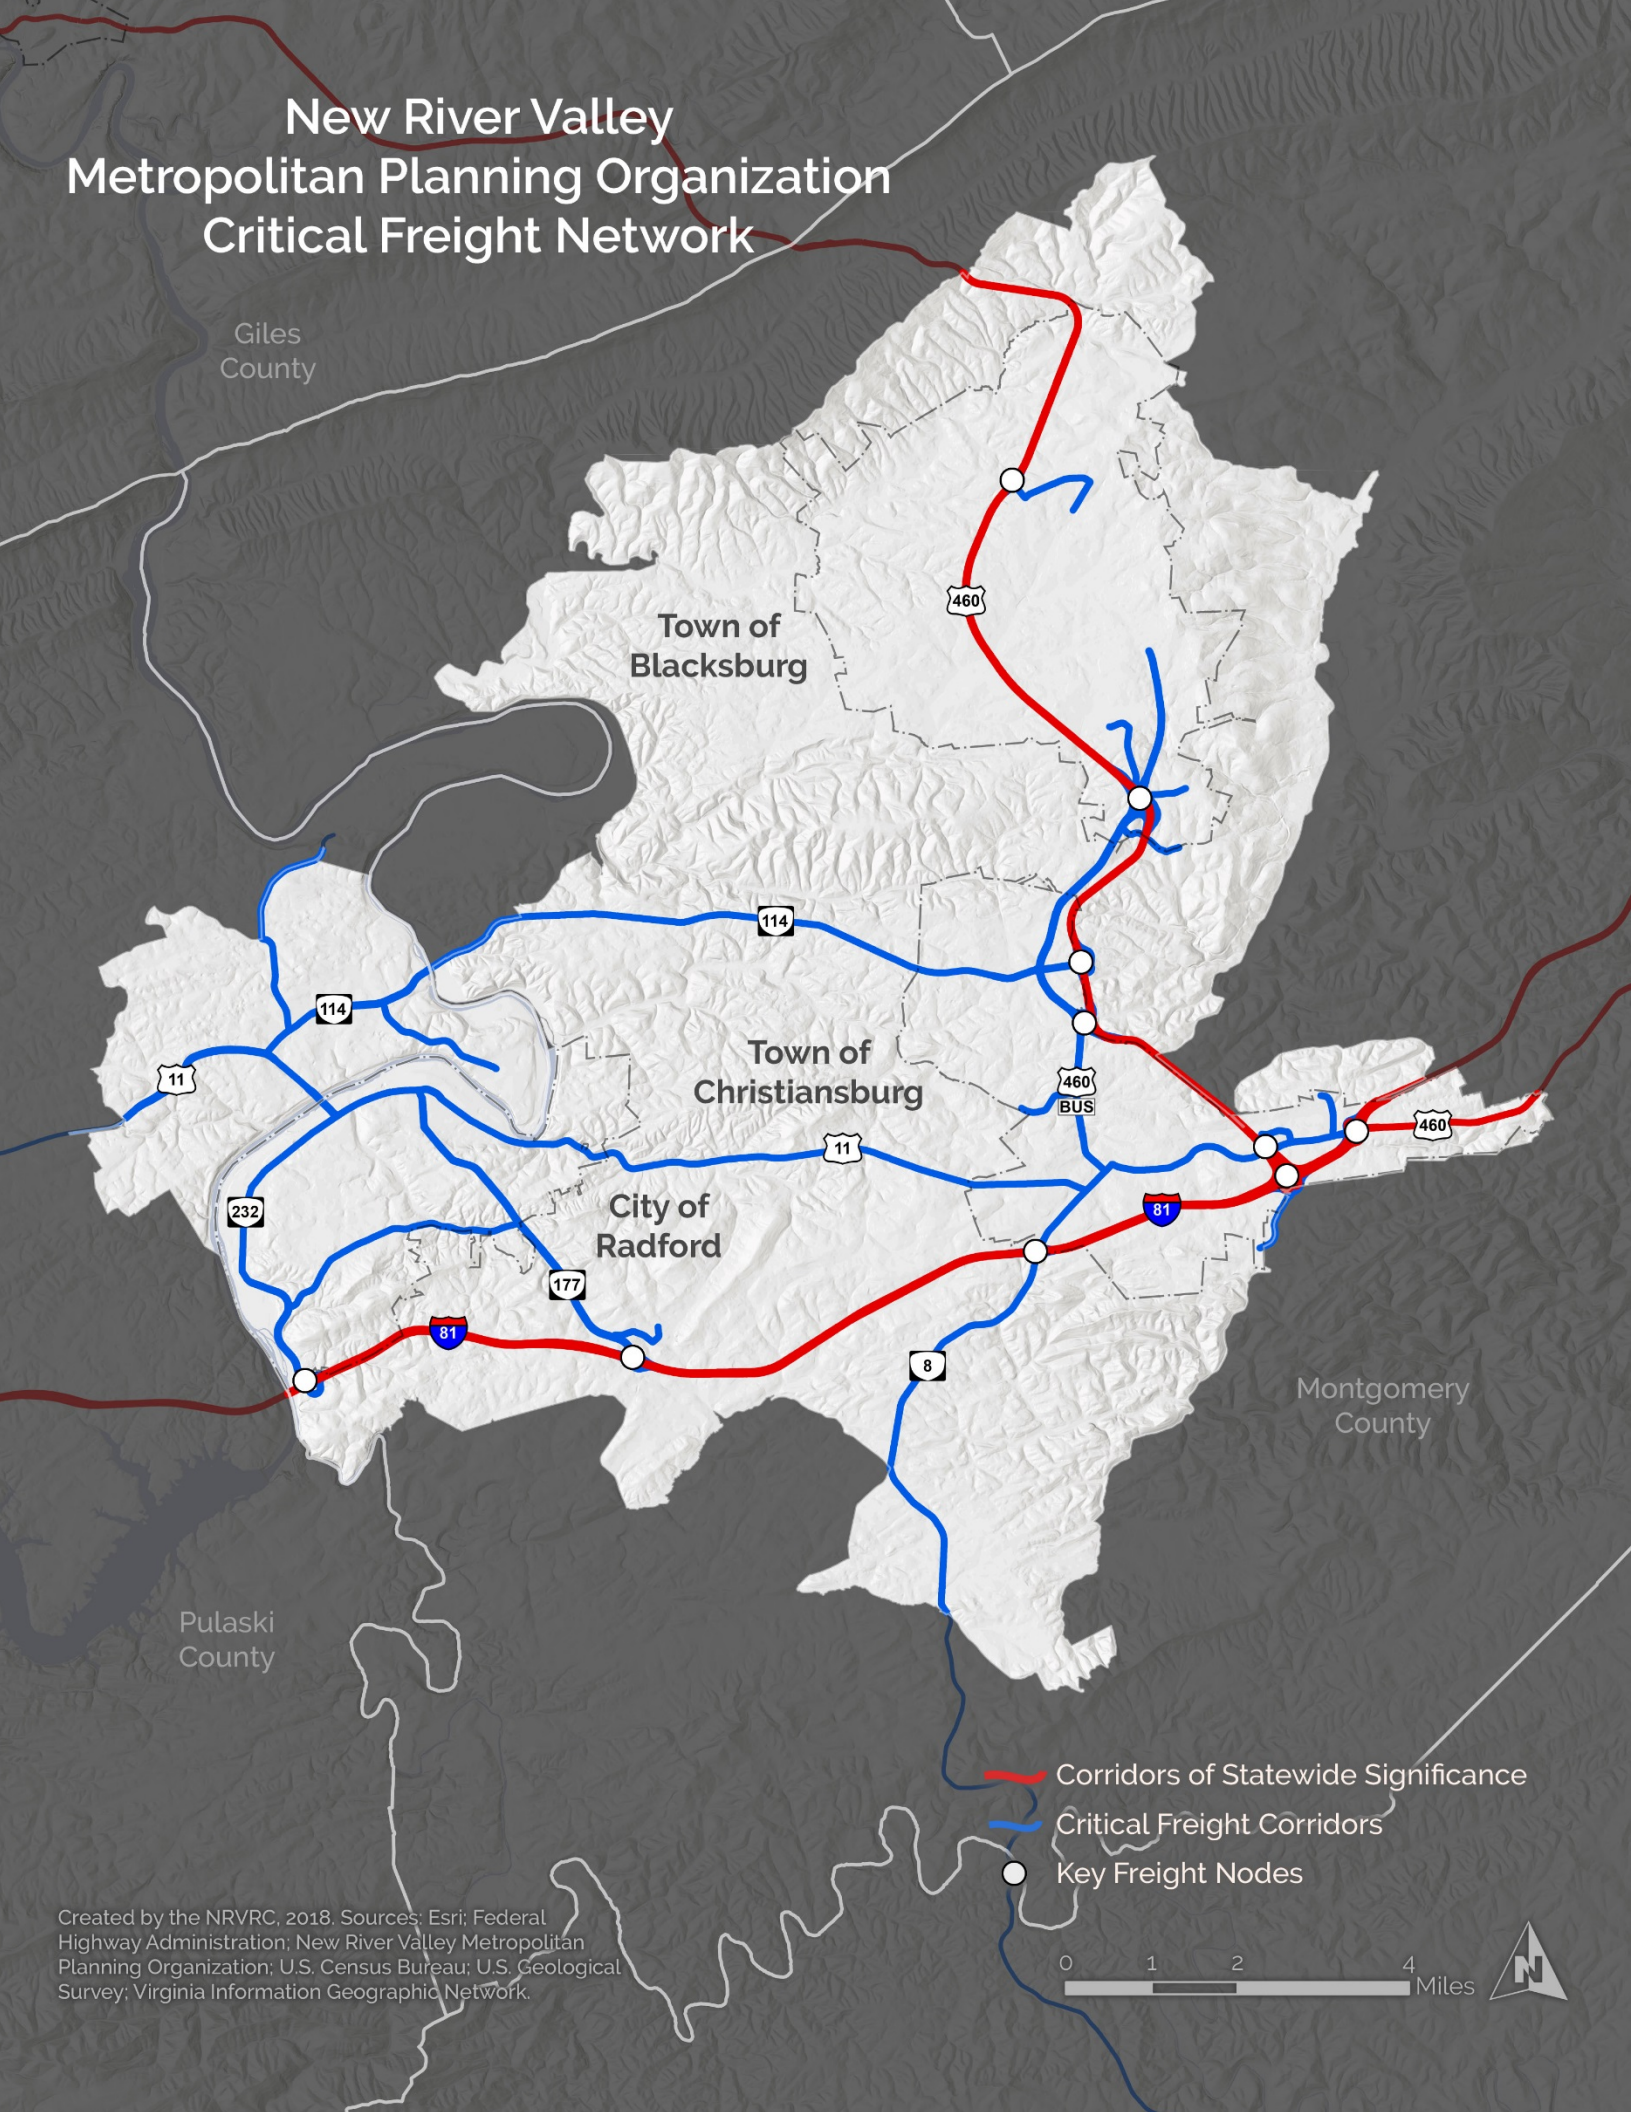 New River Valley
Metropolitan Planning Organization
Critical Freight Network
Giles
County
460
Town of
Blacksburg
114
114
Town of
Christiansburg
11
460
BUS
460
11
City of
Radford
232
81
177
81
8
Montgomery
County
Pulaski
County
Corridors of Statewide Significance
Critical Freight Corridors
Key Freight Nodes
Created by the NRVRC, 2018. Sources: Esri; Federal
Highway Administration; New River Valley Metropolitan
Planning Organization; U.S. Census Bureau; U.S. Geological
Survey; Virginia Information Geographic Network.
0 1 2 4
Miles
N